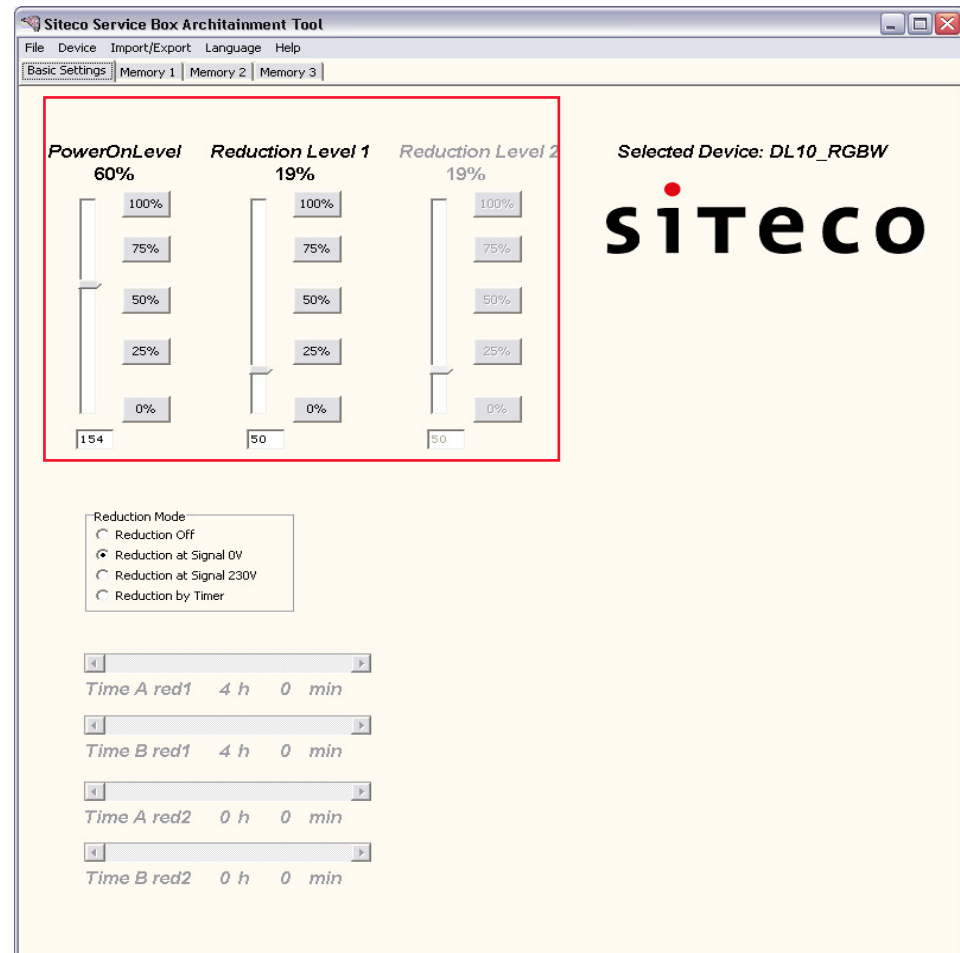 Siteco Service Box Architainment Tool
File Device Import/Export Language Help
Basic Settings Memory 1 Memory 2 Memory 3
PowerOnLevel Reduction Level 1 Reduction Level 2 Selected Device: DL10_RGBW
60% 19% 19%
siteco
100% 100% 100%
75% 75% 75%
50% 50% 50%
25% 25% 25%
0% 0% 0%
154 50 50
Reduction Mode
Reduction Off
Reduction at Signal 0V
Reduction at Signal 230V
Reduction by Timer
Time A red1 4 h 0 min
Time B red1 4 h 0 min
Time A red2 0 h 0 min
Time B red2 0 h 0 min